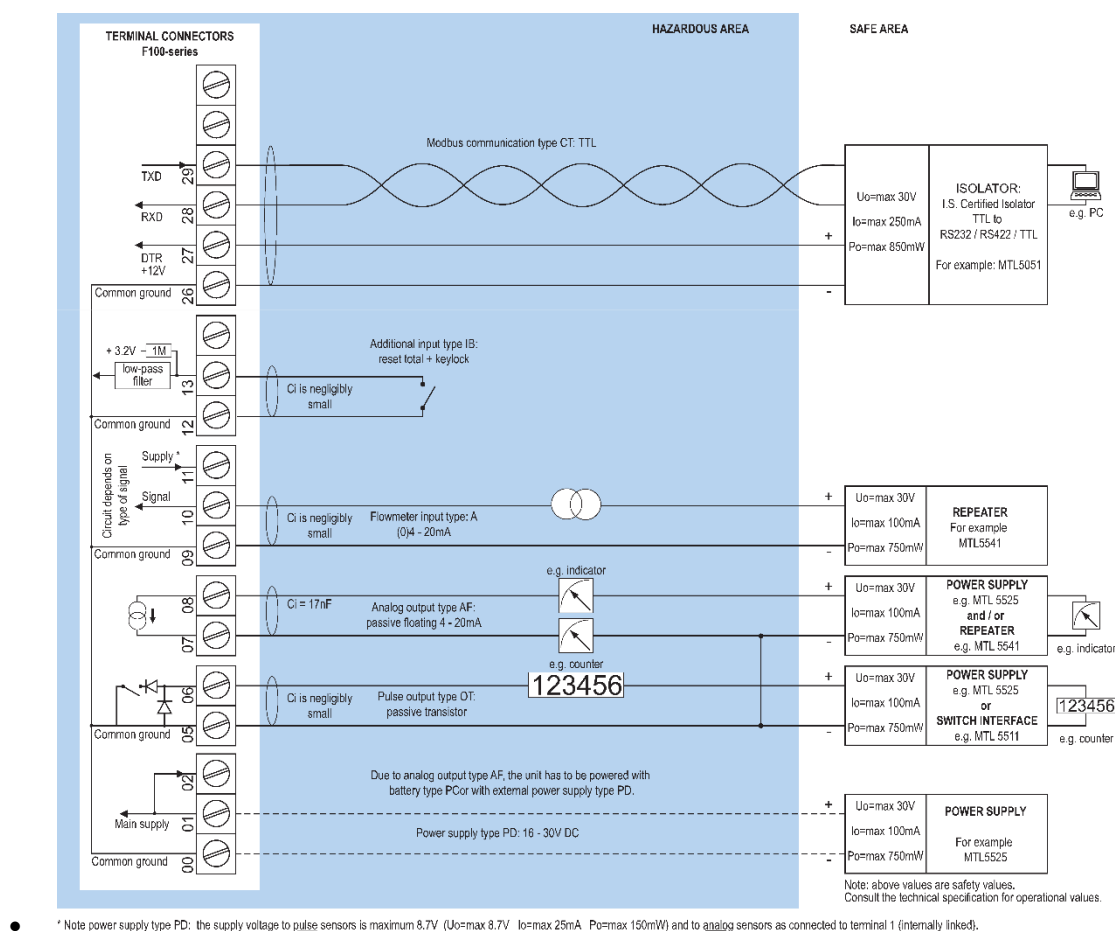 HAZARDOUS AREA
SAFE AREA
TERMINAL CONNECTORS
F100-series
Modbus communication type CT: TTL
TXD
29
RXD
28
DTR
+12V
27
Common ground
26
+
-
Uo=max 30V
Io=max 250mA
Po=max 850mW
ISOLATOR:
I.S. Certified Isolator
TTL to
RS232 / RS422 / TTL
For example: MTL5051
e.g. PC
+ 3.2V
1M
low-pass
filter
13
Common ground
12
Ci is negligibly
small
Additional input type IB:
reset total + keylock
Circuit depends on
type of signal
Supply *
11
Signal
10
Common ground
09
Ci is negligibly
small
Flowmeter input type: A
(0)4 - 20mA
+
-
Uo=max 30V
Io=max 100mA
Po=max 750mW
REPEATER
For example
MTL5541
08
07
Ci = 17nF
Analog output type AF:
passive floating 4 - 20mA
e.g. indicator
+
-
Uo=max 30V
Io=max 100mA
Po=max 750mW
POWER SUPPLY
e.g. MTL 5525
and / or
REPEATER
e.g. MTL 5541
e.g. indicator
06
Common ground
05
Ci is negligibly
small
Pulse output type OT:
passive transistor
e.g. counter
123456
+
-
Uo=max 30V
Io=max 100mA
Po=max 750mW
POWER SUPPLY
e.g. MTL 5525
or
SWITCH INTERFACE
e.g. MTL 5511
123456
e.g. counter
02
Main supply
01
Common ground
00
Due to analog output type AF, the unit has to be powered with
battery type PCor with external power supply type PD.
Power supply type PD: 16 - 30V DC
+
-
Uo=max 30V
Io=max 100mA
Po=max 750mW
POWER SUPPLY
For example
MTL5525
Note: above values are safety values.
Consult the technical specification for operational values.
* Note power supply type PD: the supply voltage to pulse sensors is maximum 8.7V (Uo=max 8.7V Io=max 25mA Po=max 150mW) and to analog sensors as connected to terminal 1 (internally linked).